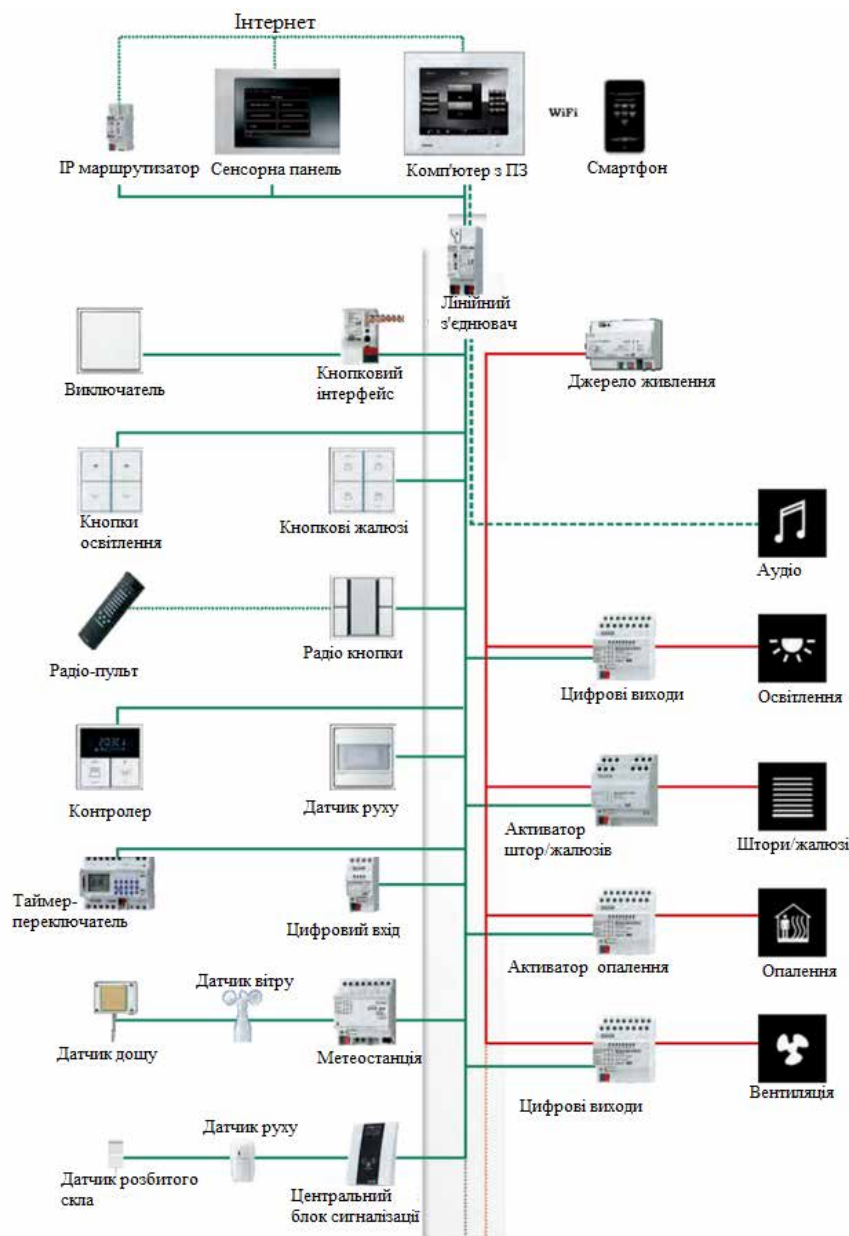 Інтернет
WiFi
IP маршрутизатор
Сенсорна панель
Комп'ютер з ПЗ
Смартфон
Лінійний
з'єднувач
Виключатель
Кнопковий
інтерфейс
Джерело живлення
Кнопки
освітлення
Кнопкові жалюзі
Аудіо
Радіо-пульт
Радіо кнопки
Цифрові виходи
Освітлення
Контролер
Датчик руху
Активатор
штор/жалюзів
Штори/жалюзі
Таймер-
переключатель
Цифровий вхід
Активатор опалення
Опалення
Датчик вітру
Датчик дощу
Метеостанція
Цифрові виходи
Вентиляція
Датчик руху
Датчик розбитого
скла
Центральний
блок сигналізації